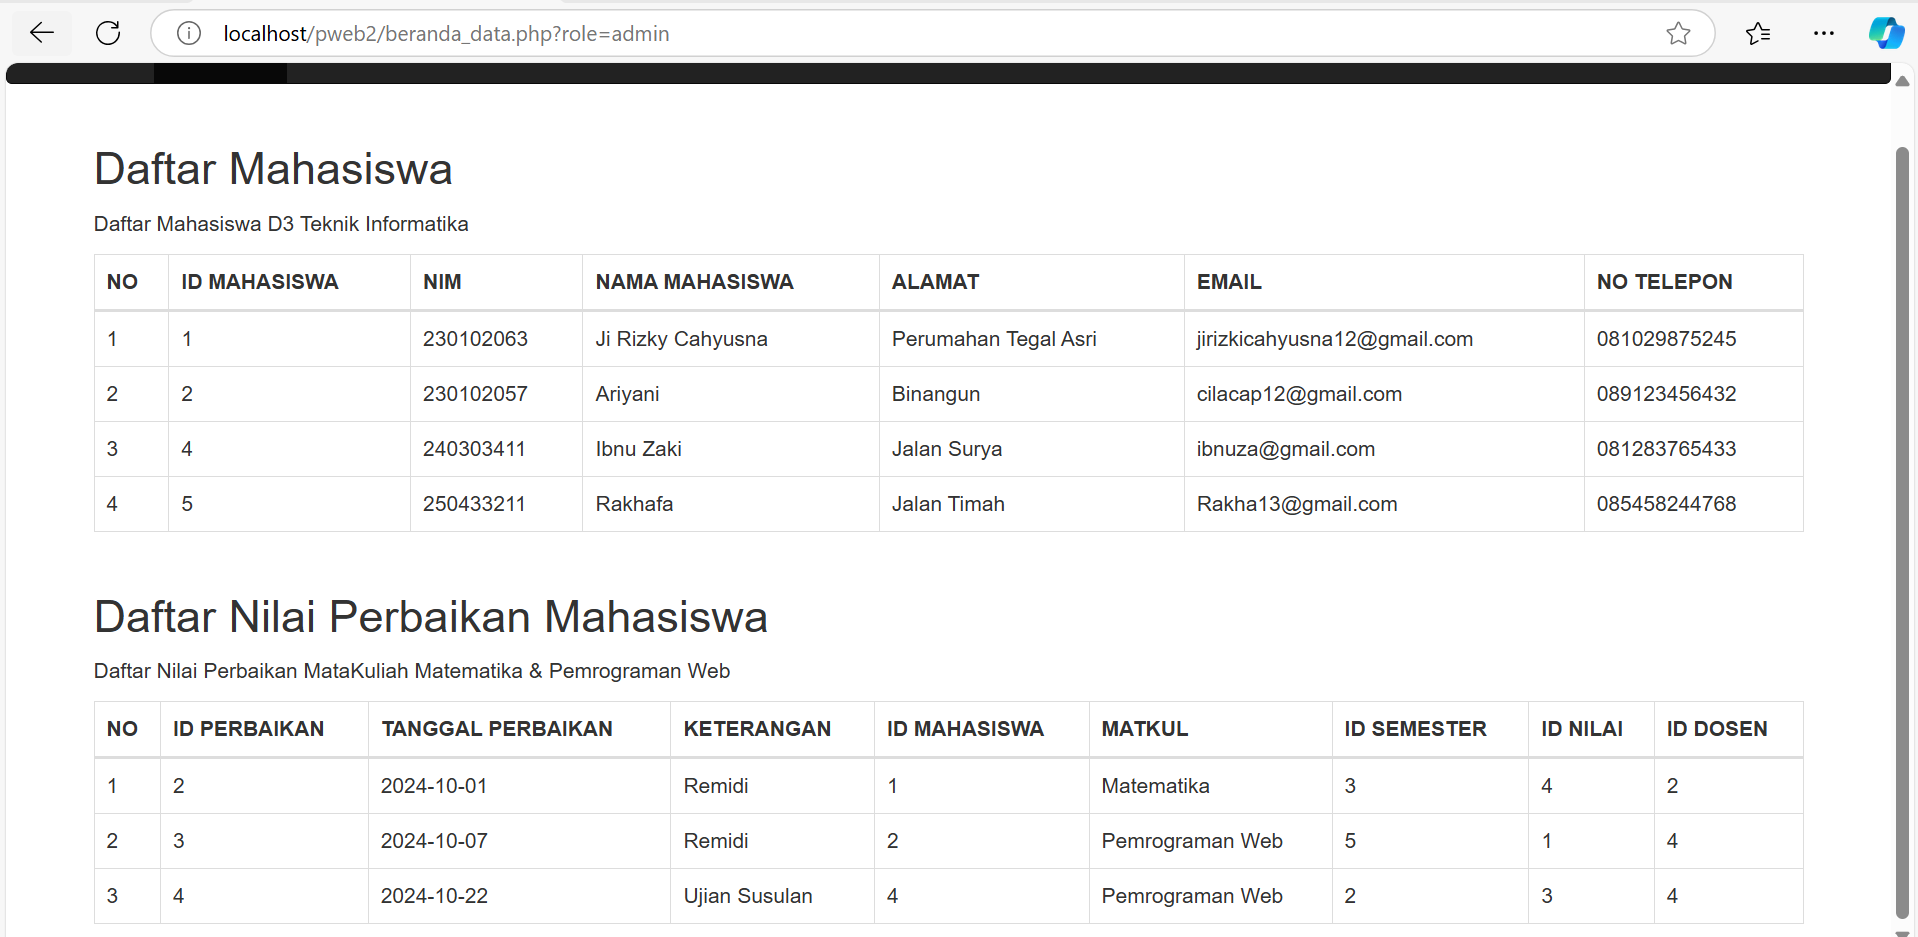 localhost/pweb2/beranda_data.php?role=admin
Daftar Mahasiswa
Daftar Mahasiswa D3 Teknik Informatika
NO ID MAHASISWA NIM NAMA MAHASISWA ALAMAT EMAIL NO TELEPON
1 1 230102063 Ji Rizky Cahyusna Perumahan Tegal Asri jirizkicahyusna12@gmail.com 081029875245
2 2 230102057 Ariyani Binangun cilacap12@gmail.com 089123456432
3 4 240303411 Ibnu Zaki Jalan Surya ibnuza@gmail.com 081283765433
4 5 250433211 Rakhafa Jalan Timah Rakha13@gmail.com 085458244768
Daftar Nilai Perbaikan Mahasiswa
Daftar Nilai Perbaikan MataKuliah Matematika & Pemrograman Web
NO ID PERBAIKAN TANGGAL PERBAIKAN KETERANGAN ID MAHASISWA MATKUL ID SEMESTER ID NILAI ID DOSEN
1 2 2024-10-01 Remidi 1 Matematika 3 4 2
2 3 2024-10-07 Remidi 2 Pemrograman Web 5 1 4
3 4 2024-10-22 Ujian Susulan 4 Pemrograman Web 2 3 4